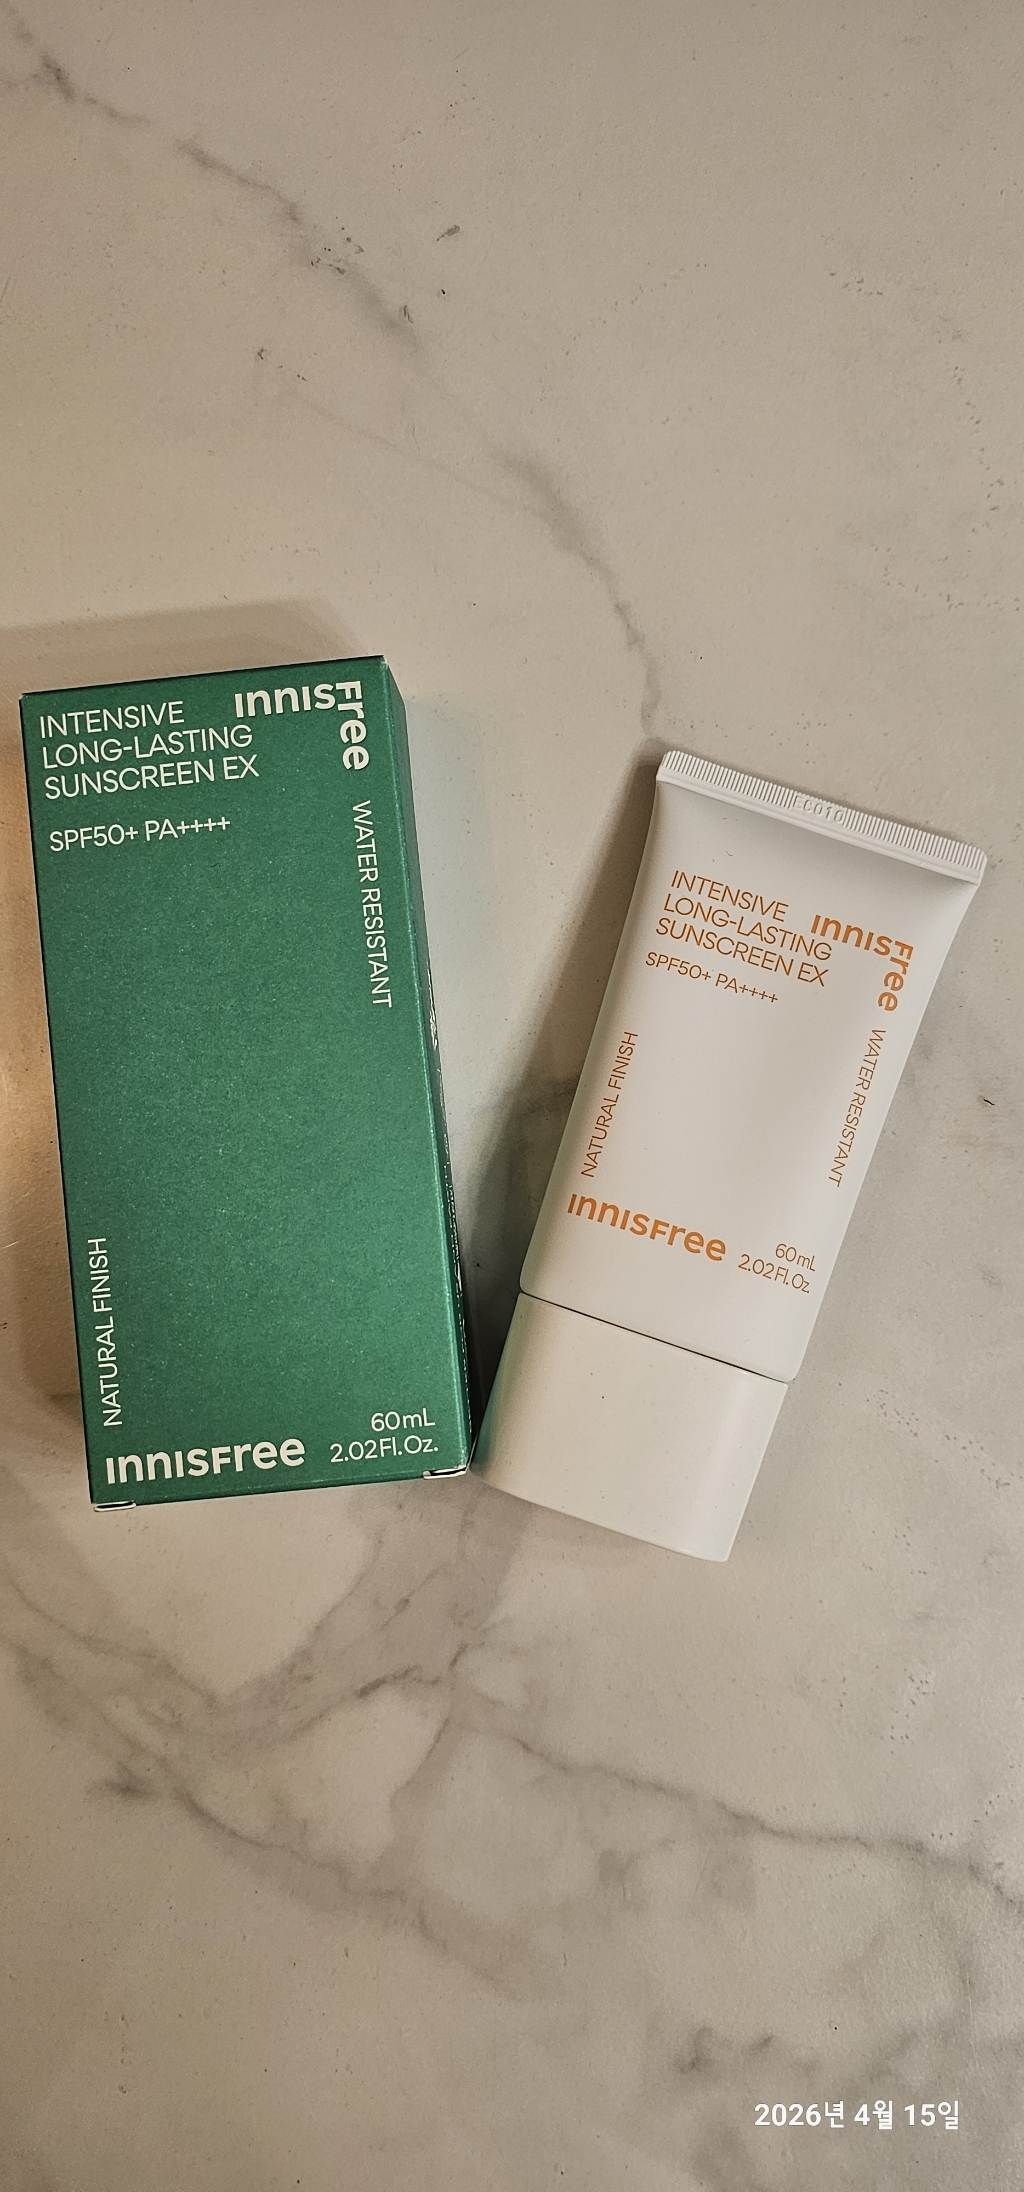 INTENSIVE
LONG-LASTING
SUNSCREEN EX
SPF50+ PA++++
innisFree
WATER RESISTANT
NATURAL FINISH
innisFree
60mL
2.02Fl.Oz.
EC010
INTENSIVE
LONG-LASTING
SUNSCREEN EX
SPF50+ PA++++
innisFree
WATER RESISTANT
NATURAL FINISH
innisFree
60mL
2.02Fl.Oz.
2026년 4월 15일